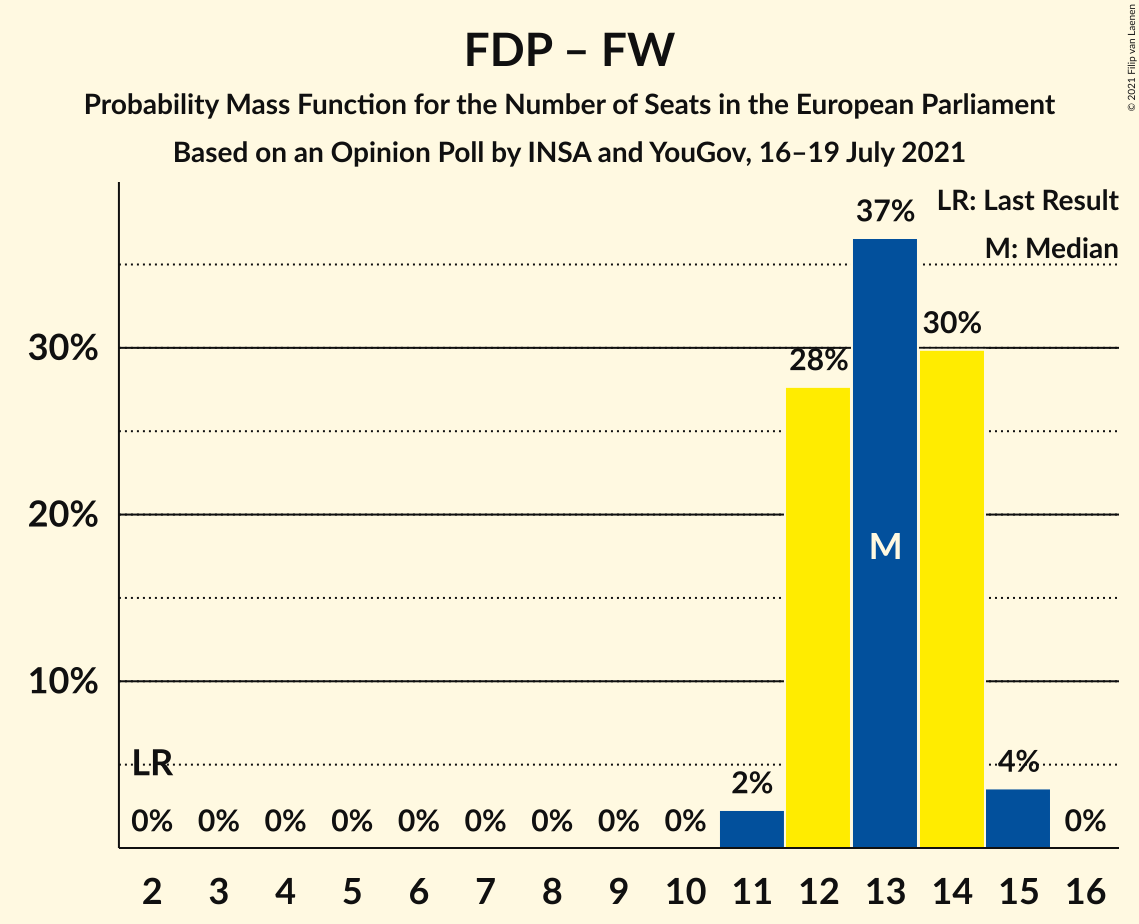 FDP – FW
Probability Mass Function for the Number of Seats in the European Parliament
Based on an Opinion Poll by INSA and YouGov, 16–19 July 2021
© 2021 Filip van Laenen
LR: Last Result
M: Median
37%
30%
30%
28%
20%
M
10%
LR
4%
2%
0% 0% 0% 0% 0% 0% 0% 0% 0% 0%
2 3 4 5 6 7 8 9 10 11 12 13 14 15 16